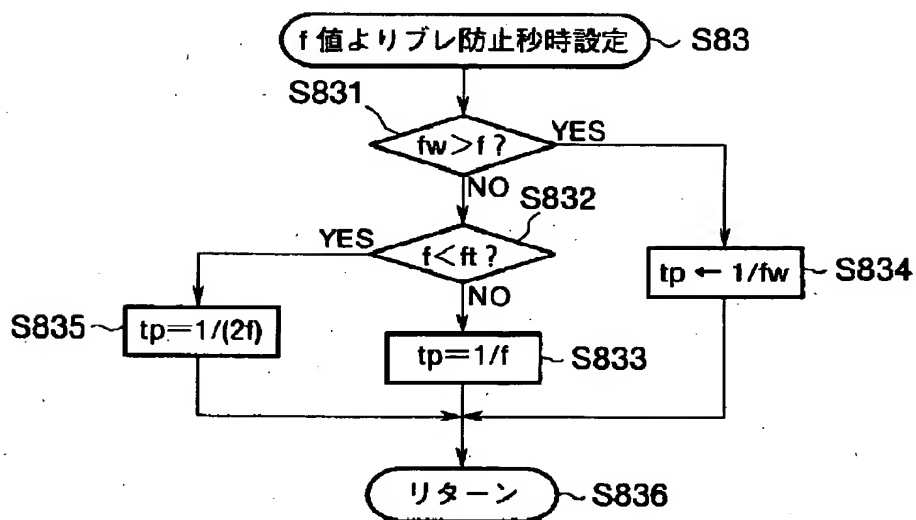 f 値よりブレ防止秒時設定
S83
S831
fw>f ?
YES
NO
S832
YES
f<ft ?
NO
tp ← 1/fw
S834
S835
tp=1/(2f)
tp=1/f
S833
リターン
S836